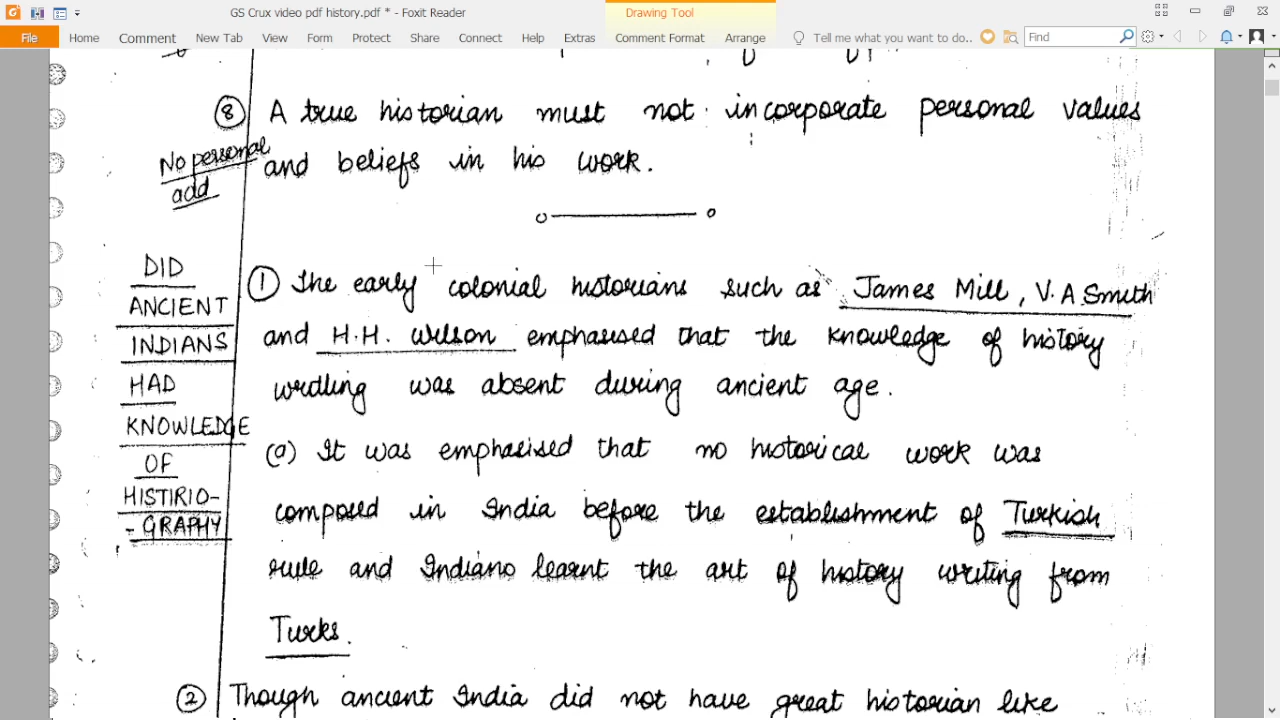 GS Crux video pdf history.pdf * - Foxit Reader
Drawing Tool
File Home Comment New Tab View Form Protect Share Connect Help Extras Comment Format Arrange Tell me what you want to do.. Find
8 A true historian must not incorporate personal values
No personal
add
and beliefs in his work.
DID
ANCIENT
INDIANS
HAD
KNOWLEDGE
OF
HISTIRIO-
- GRAPHY
1 The early colonial historians such as James Mill, V.A Smith
and H.H. Wilson emphasised that the knowledge of history
writing was absent during ancient age.
(a) It was emphasised that no historical work was
composed in India before the establishment of Turkish
rule and Indians learnt the art of history writing from
Turks.
2 Though ancient India did not have great historian like